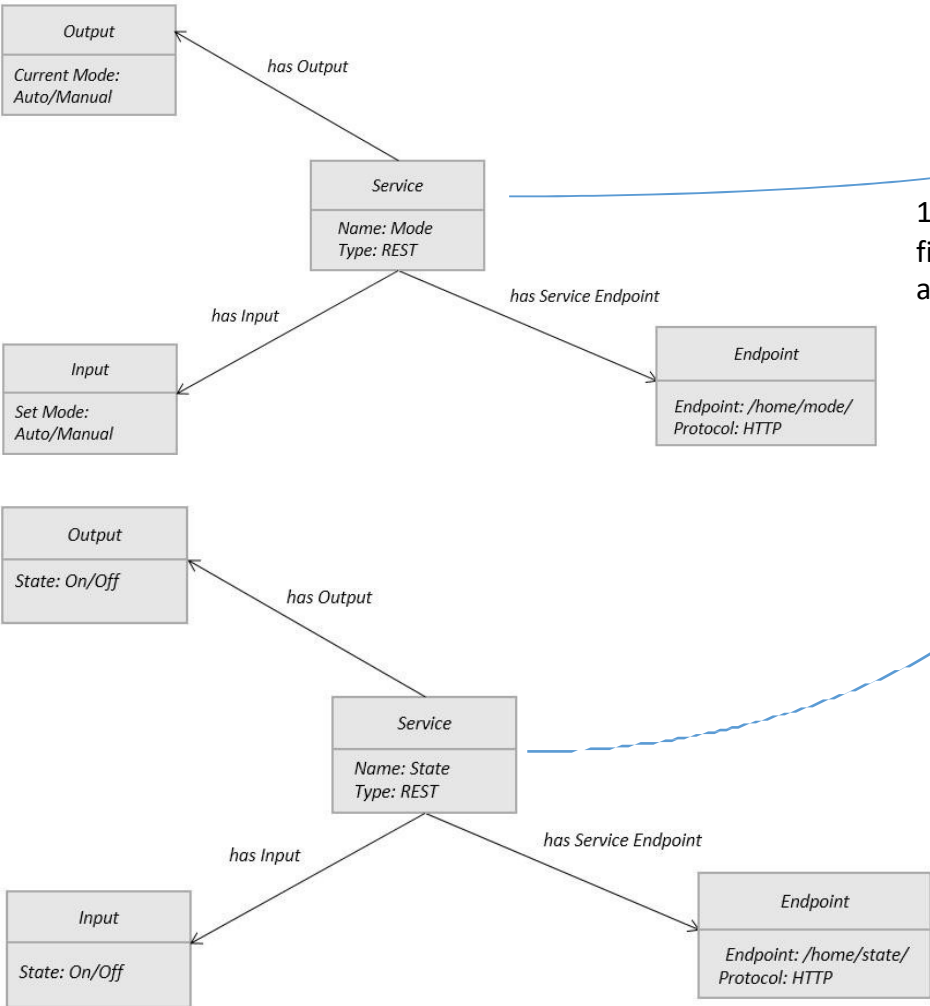 Output
Current Mode:
Auto/Manual
has Output
Service
Name: Mode
Type: REST
has Input
has Service Endpoint
Input
Set Mode:
Auto/Manual
Endpoint
Endpoint: /home/mode/
Protocol: HTTP
1
fi
a
Output
State: On/Off
has Output
Service
Name: State
Type: REST
has Input
has Service Endpoint
Input
State: On/Off
Endpoint
Endpoint: /home/state/
Protocol: HTTP